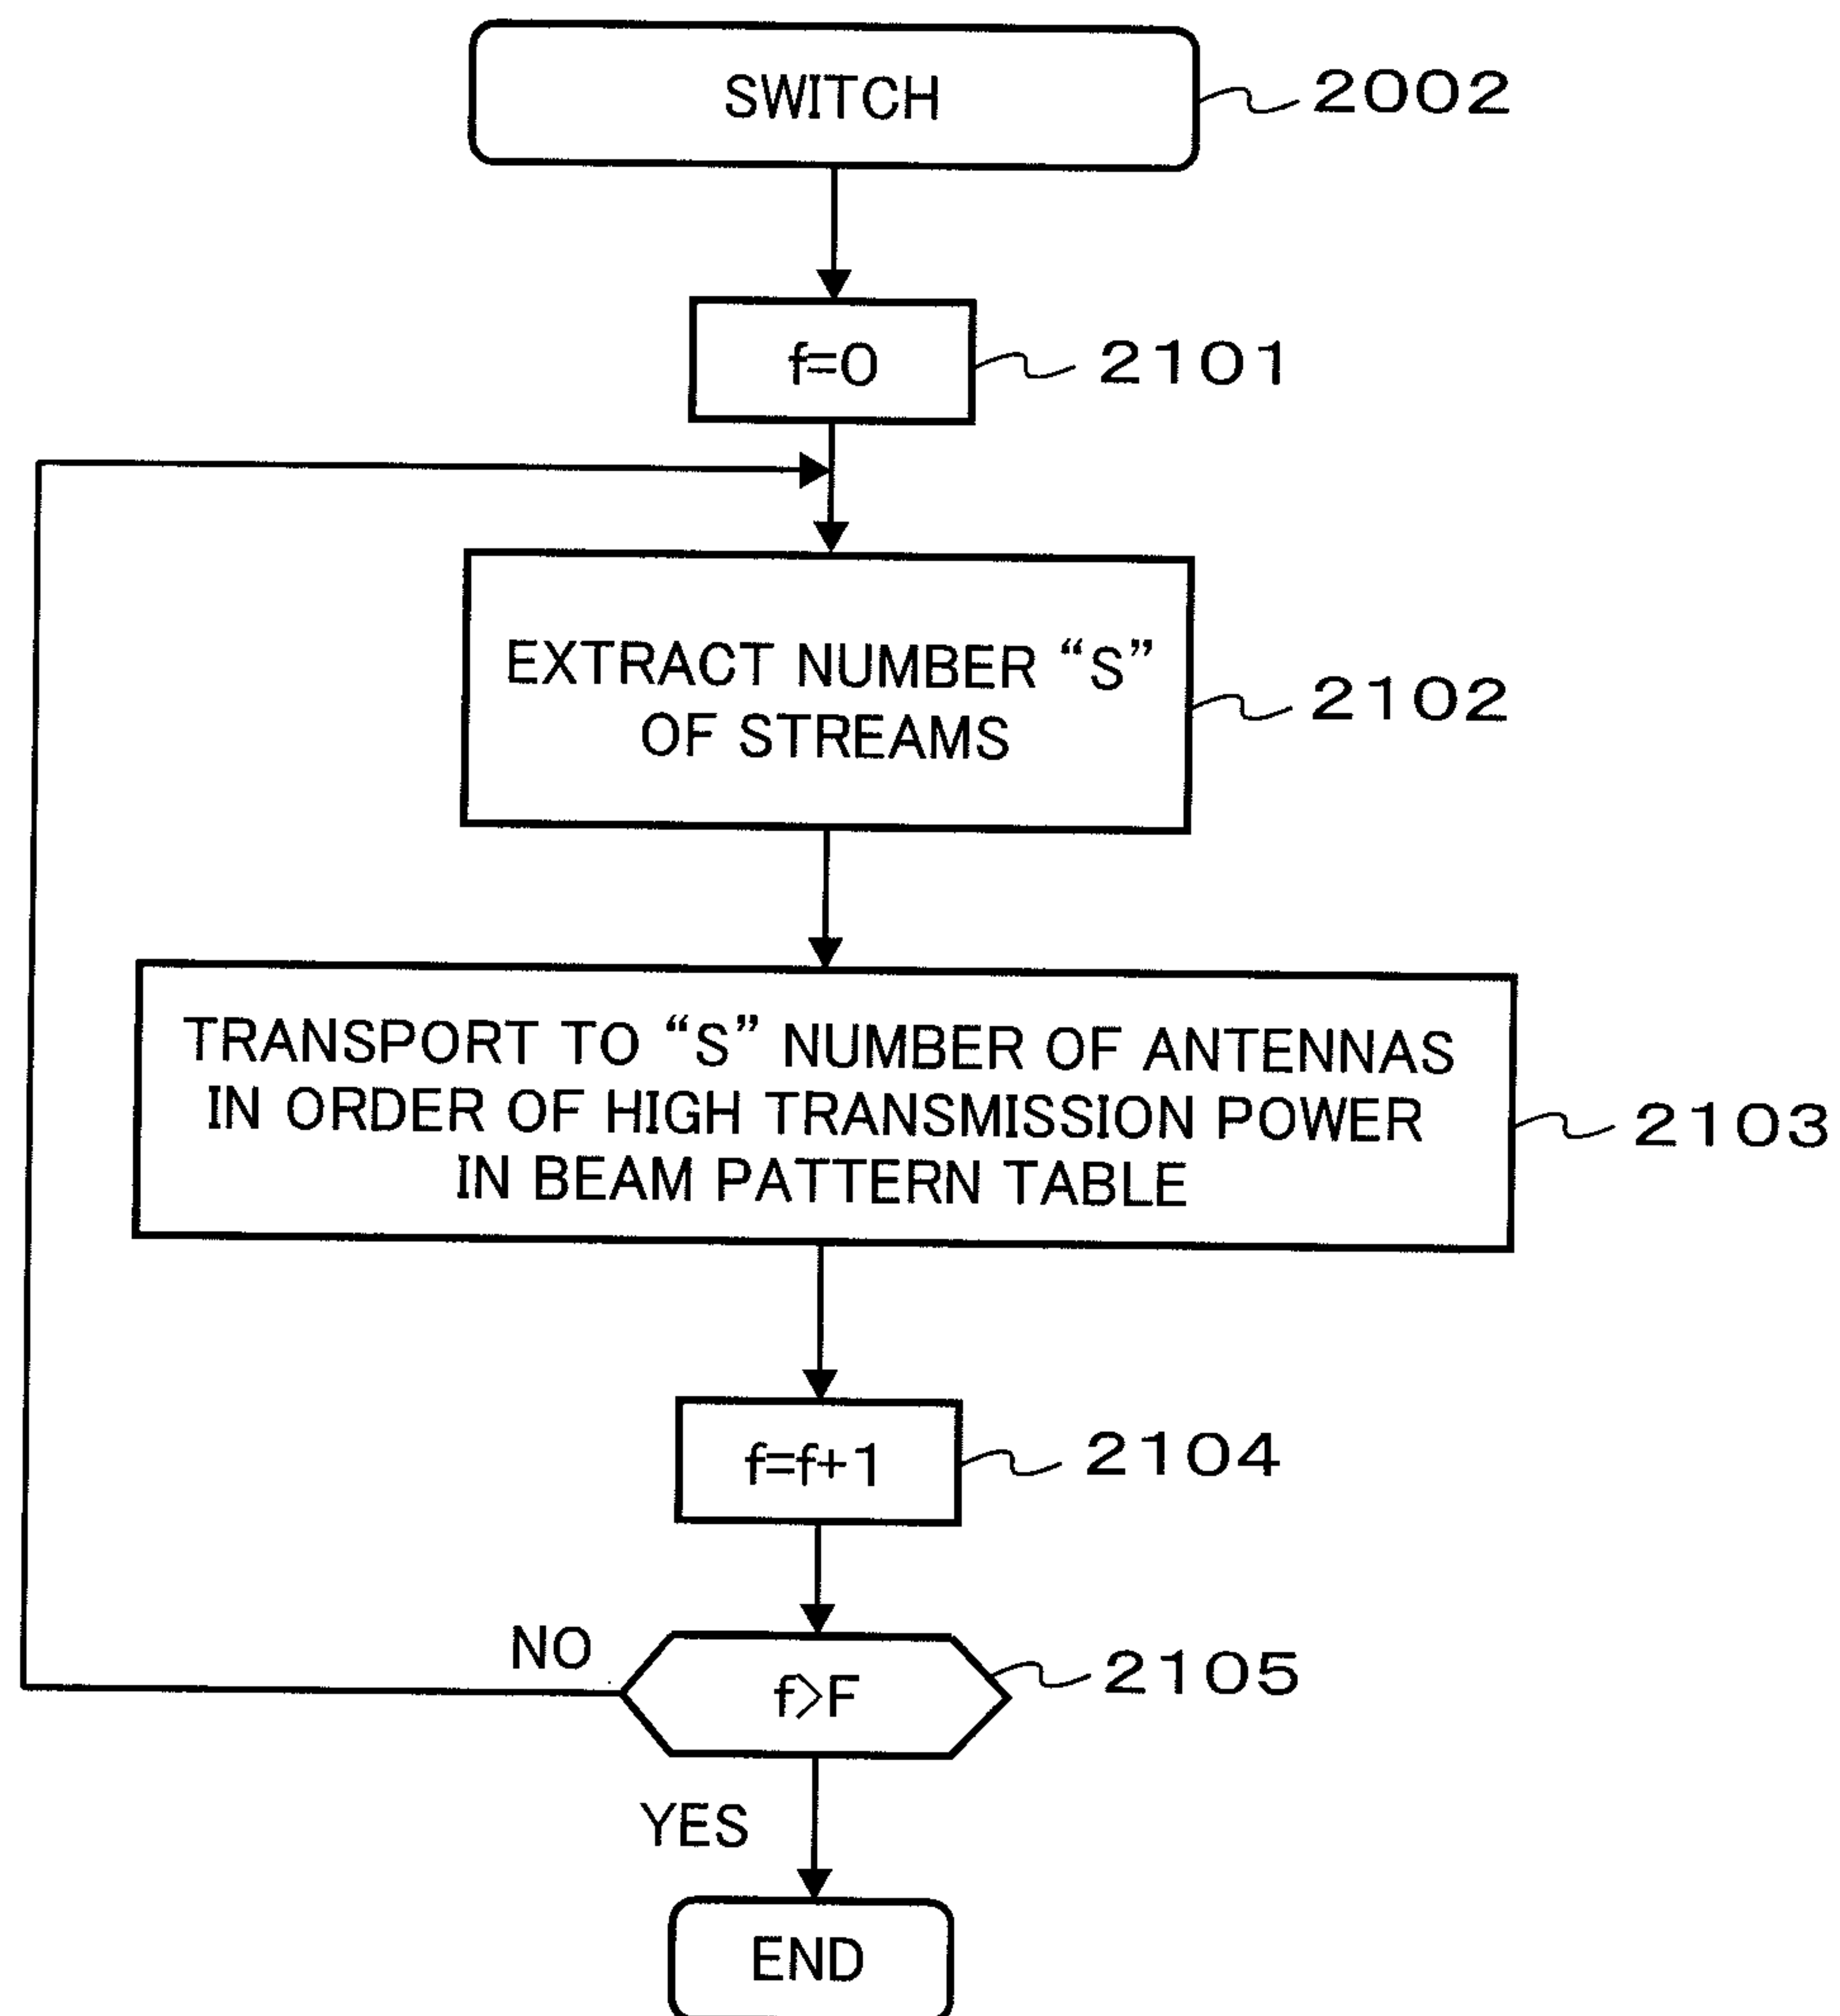 SWITCH
2002
f=0
2101
EXTRACT NUMBER “S”
OF STREAMS
2102
TRANSPORT TO “S” NUMBER OF ANTENNAS
IN ORDER OF HIGH TRANSMISSION POWER
IN BEAM PATTERN TABLE
2103
f=f+1
2104
NO
f>F
2105
YES
END